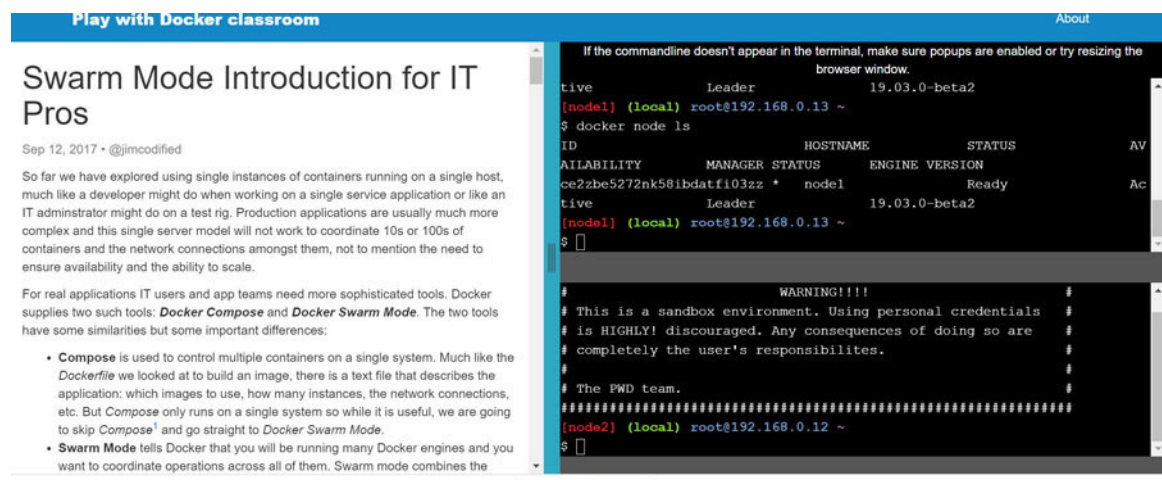 Play with Docker classroom
About
Swarm Mode Introduction for IT
Pros
Sep 12, 2017 • @jimcodified
So far we have explored using single instances of containers running on a single host,
much like a developer might do when working on a single service application or like an
IT adminstrator might do on a test rig. Production applications are usually much more
complex and this single server model will not work to coordinate 10s or 100s of
containers and the network connections amongst them, not to mention the need to
ensure availability and the ability to scale.
For real applications IT users and app teams need more sophisticated tools. Docker
supplies two such tools: Docker Compose and Docker Swarm Mode. The two tools
have some similarities but some important differences:
• Compose is used to control multiple containers on a single system. Much like the
Dockerfile we looked at to build an image, there is a text file that describes the
application: which images to use, how many instances, the network connections,
etc. But Compose only runs on a single system so while it is useful, we are going
to skip Compose1 and go straight to Docker Swarm Mode.
• Swarm Mode tells Docker that you will be running many Docker engines and you
want to coordinate operations across all of them. Swarm mode combines the
If the commandline doesn't appear in the terminal, make sure popups are enabled or try resizing the
browser window.
tive Leader 19.03.0-beta2
[node1] (local) root@192.168.0.13 ~
$ docker node ls
ID HOSTNAME STATUS AV
AILABILITY MANAGER STATUS ENGINE VERSION
ce2zbe5272nk58ibdatfi03zz * node1 Ready Ac
tive Leader 19.03.0-beta2
[node1] (local) root@192.168.0.13 ~
$
# WARNING!!!! #
# This is a sandbox environment. Using personal credentials #
# is HIGHLY! discouraged. Any consequences of doing so are #
# completely the user's responsibilites. #
# #
# The PWD team. #
###############################################################
[node2] (local) root@192.168.0.12 ~
$